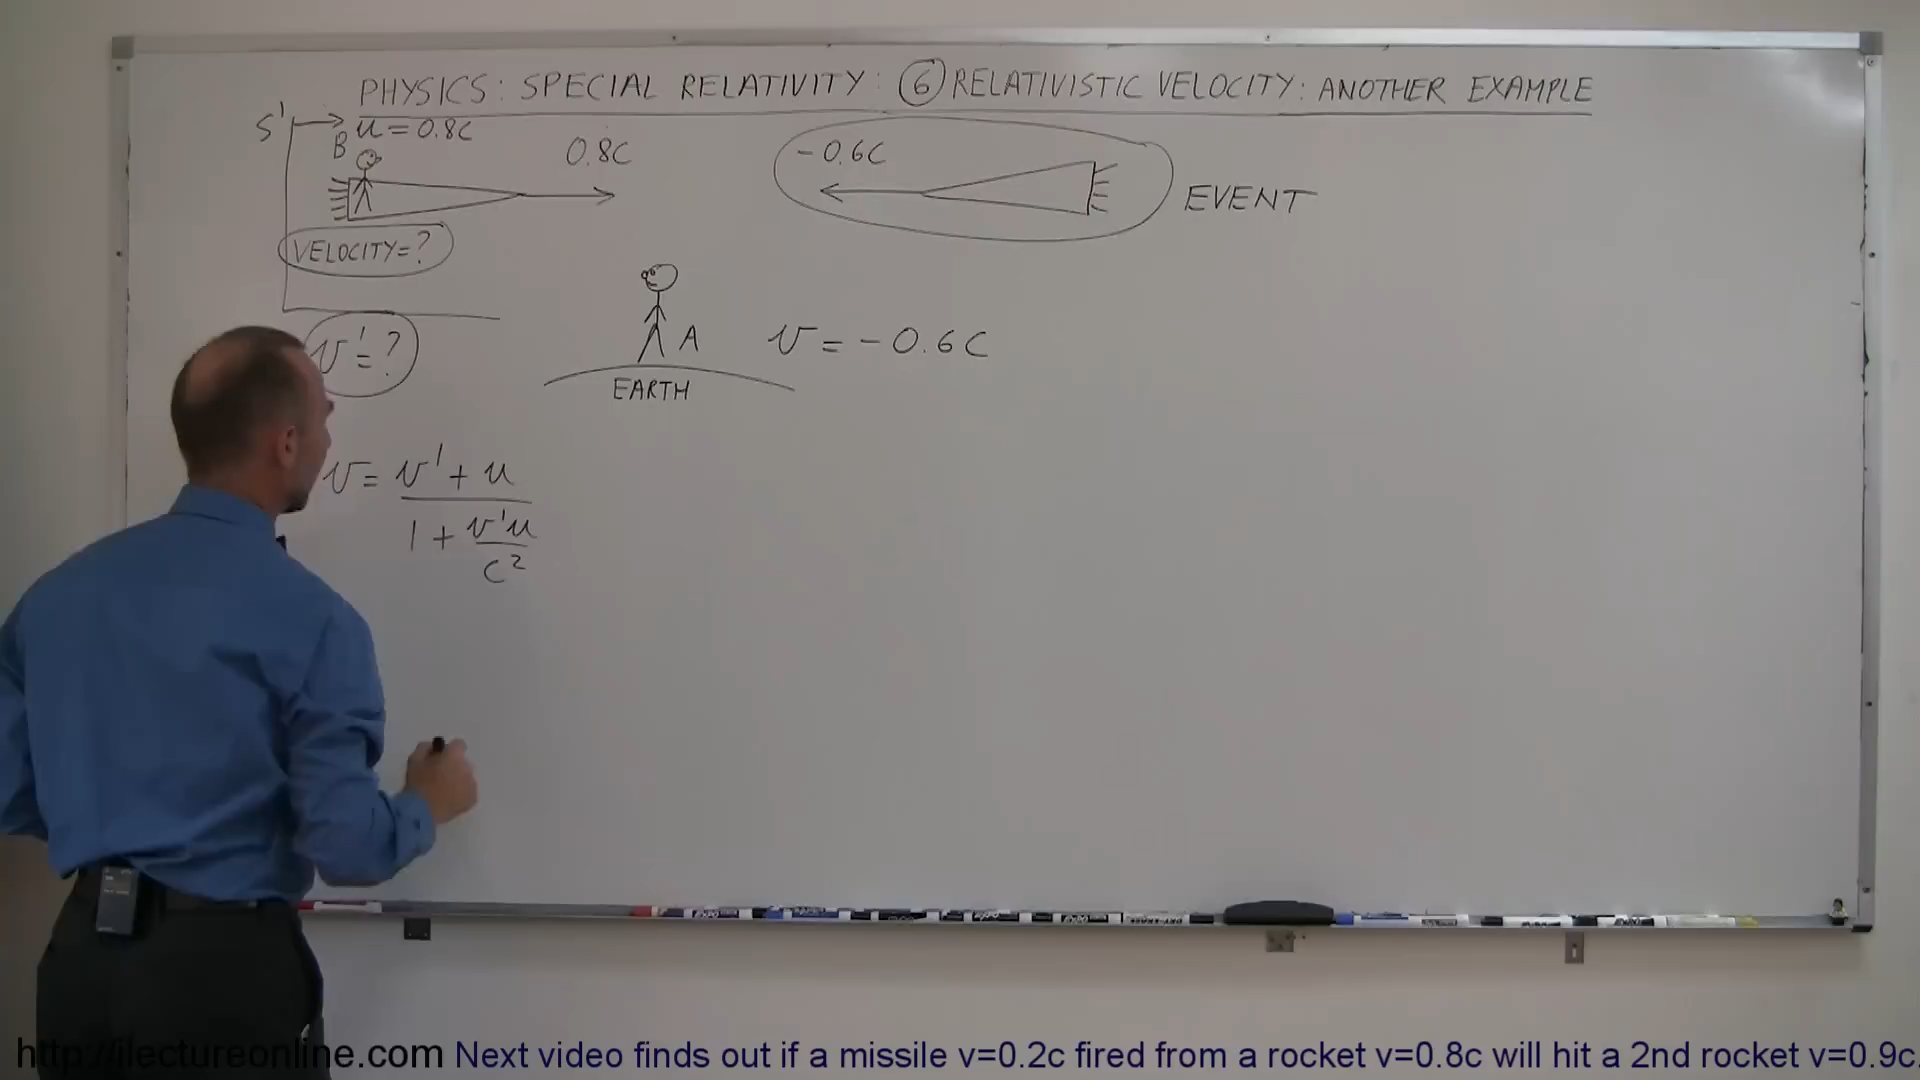 PHYSICS: SPECIAL RELATIVITY: ⑥ RELATIVISTIC VELOCITY: ANOTHER EXAMPLE
S' u = 0.8C
B
0.8C
-0.6C
EVENT
VELOCITY=?
v' = ?
A
v = -0.6C
EARTH
v = v' + u
1 + v'u
c²
http://ilectureonline.com Next video finds out if a missile v=0.2c fired from a rocket v=0.8c will hit a 2nd rocket v=0.9c